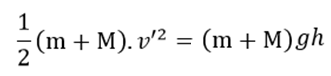 1/2 (m + M). v'² = (m + M)gh